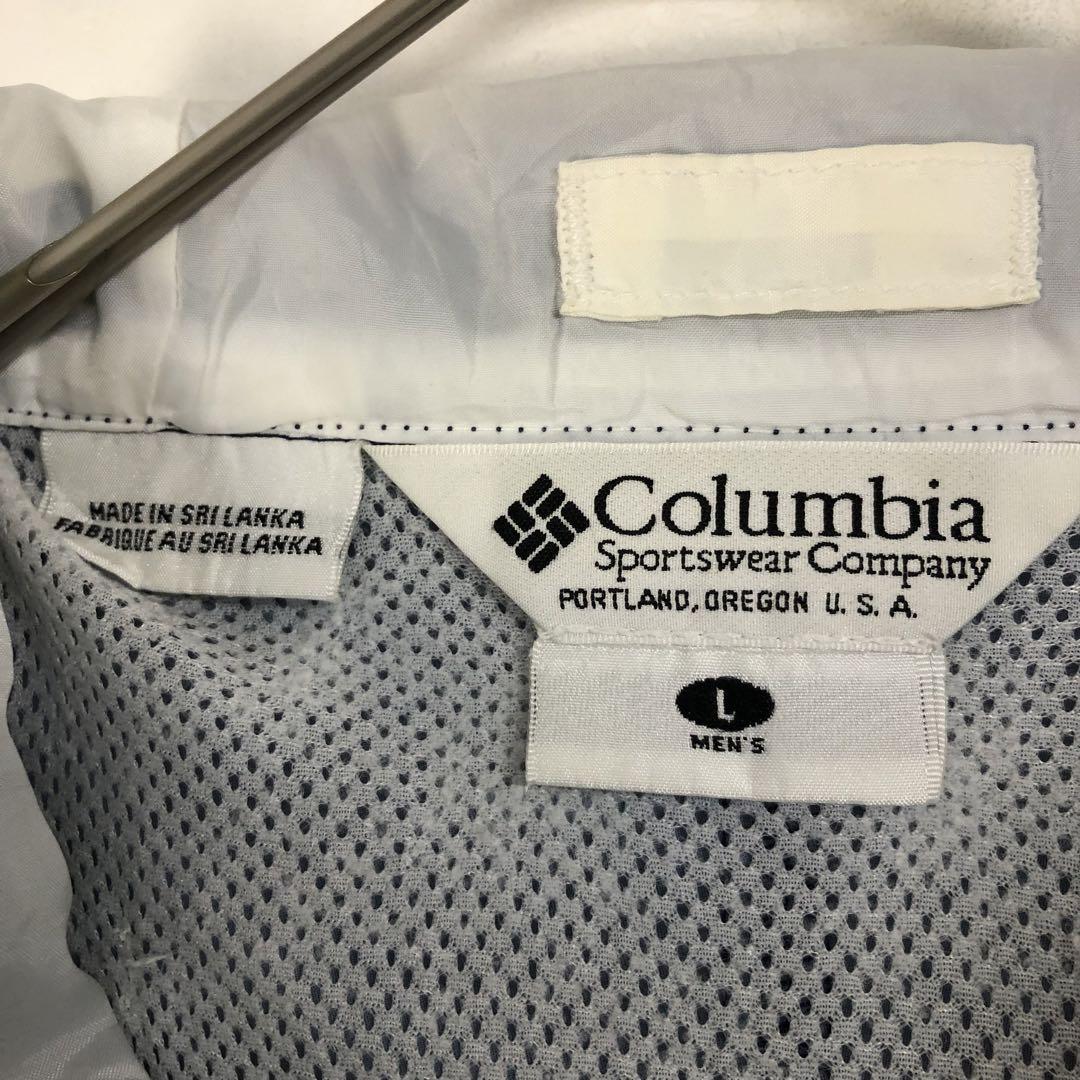 MADE IN SRI LANKA
FABRIQUE AU SRI LANKA
Columbia
Sportswear Company
PORTLAND, OREGON U. S. A.
L
MEN'S